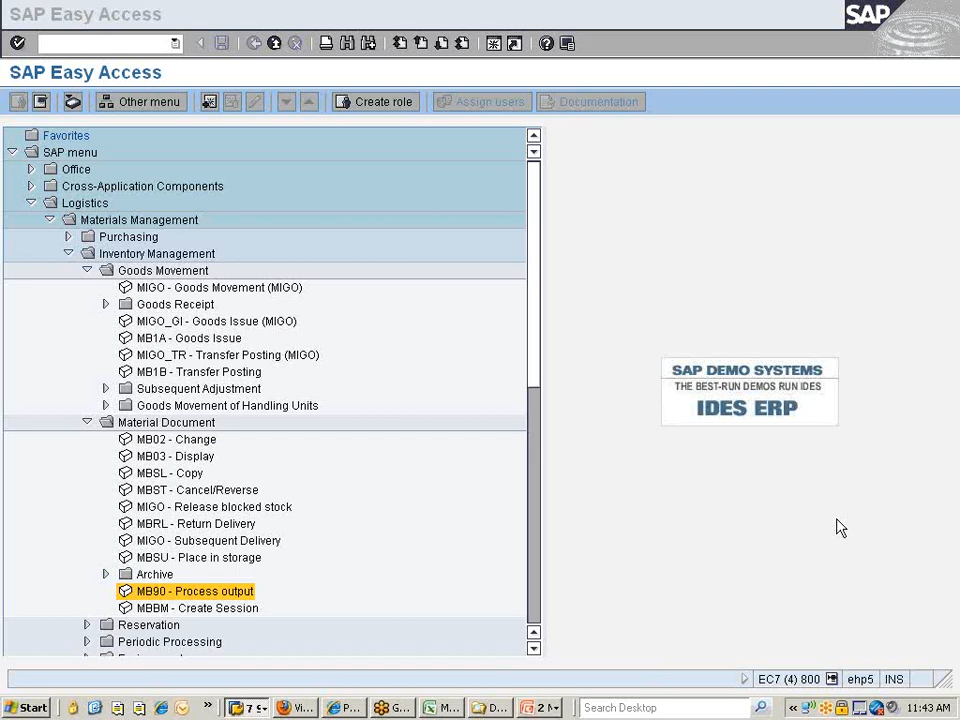 SAP Easy Access
SAP
SAP Easy Access
Other menu
Create role
Assign users
Documentation
Favorites
SAP menu
Office
Cross-Application Components
Logistics
Materials Management
Purchasing
Inventory Management
Goods Movement
MIGO - Goods Movement (MIGO)
Goods Receipt
MIGO_GI - Goods Issue (MIGO)
MB1A - Goods Issue
MIGO_TR - Transfer Posting (MIGO)
MB1B - Transfer Posting
Subsequent Adjustment
Goods Movement of Handling Units
Material Document
MB02 - Change
MB03 - Display
MBSL - Copy
MBST - Cancel/Reverse
MIGO - Release blocked stock
MBRL - Return Delivery
MIGO - Subsequent Delivery
MBSU - Place in storage
Archive
MB90 - Process output
MBBM - Create Session
Reservation
Periodic Processing
SAP DEMO SYSTEMS
THE BEST-RUN DEMOS RUN IDES
IDES ERP
EC7 (4) 800
ehp5
INS
Start
7 S
Vi...
P...
G...
M...
D...
2 M
Search Desktop
11:43 AM